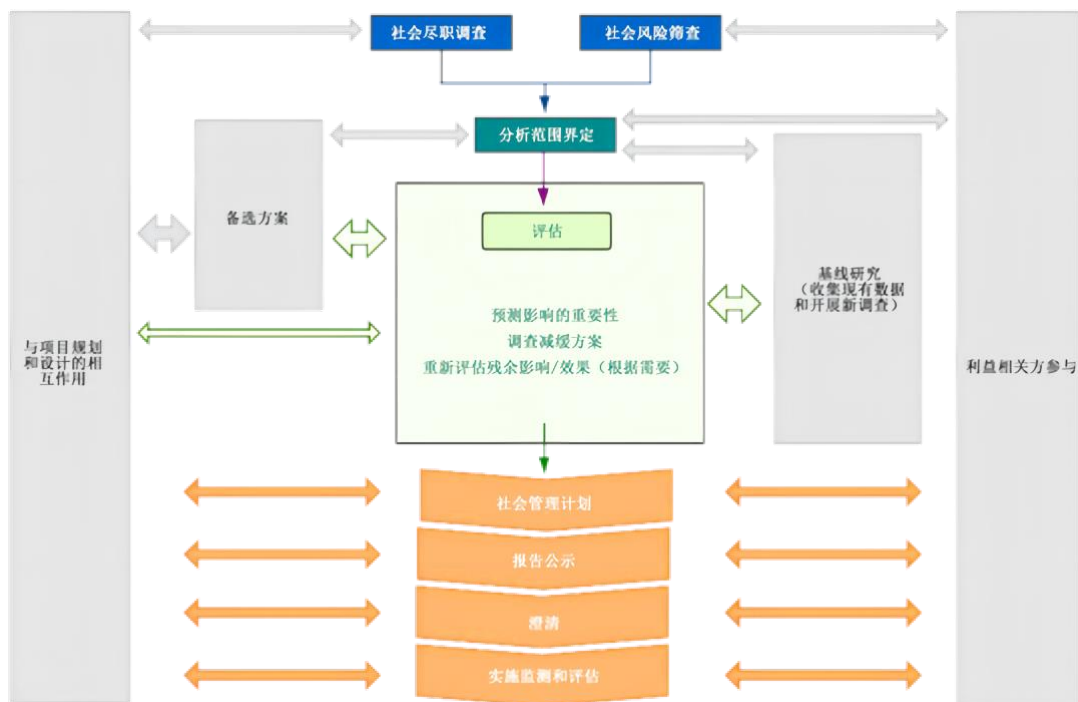 社会尽职调查
社会风险筛查
分析范围界定
备选方案
评估
预测影响的重要性
调查减缓方案
重新评估残余影响/效果（根据需要）
基线研究
（收集现有数据
和开展新调查）
与项目规划
和设计的相
互作用
利益相关方参与
社会管理计划
报告公示
澄清
实施监测和评估